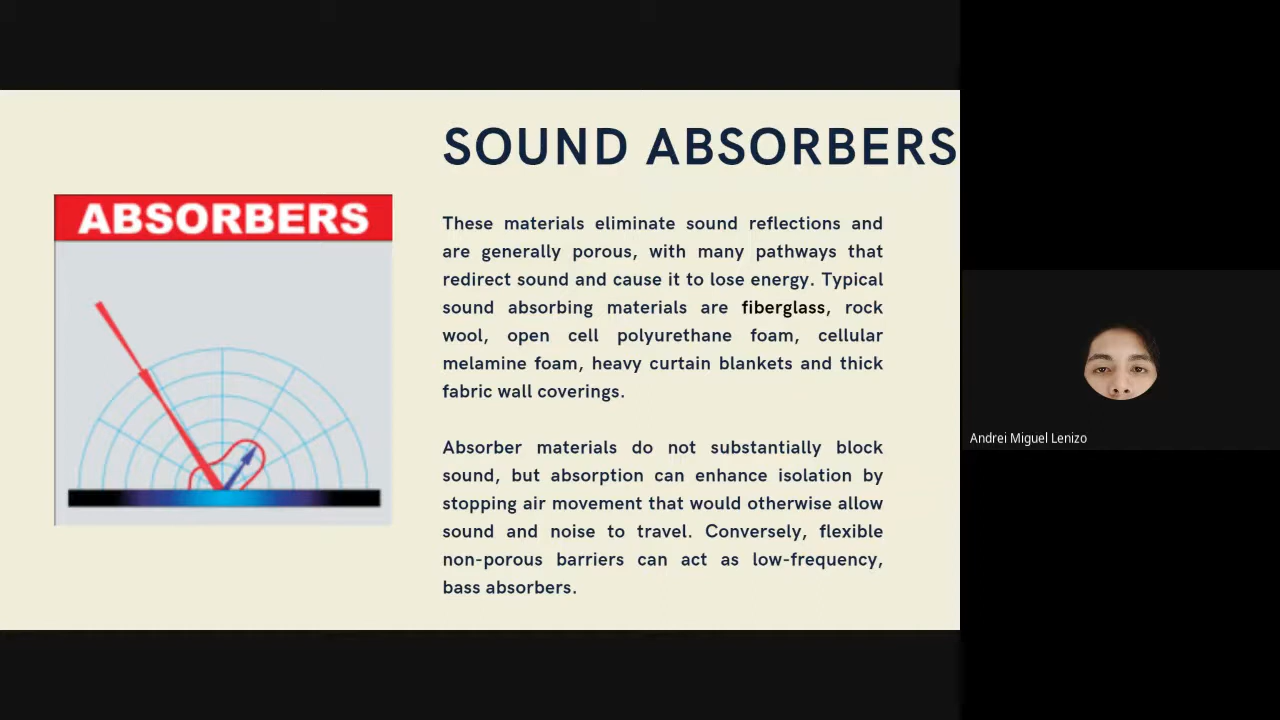 SOUND ABSORBERS
ABSORBERS
These materials eliminate sound reflections and
are generally porous, with many pathways that
redirect sound and cause it to lose energy. Typical
sound absorbing materials are fiberglass, rock
wool, open cell polyurethane foam, cellular
melamine foam, heavy curtain blankets and thick
fabric wall coverings.
Absorber materials do not substantially block
sound, but absorption can enhance isolation by
stopping air movement that would otherwise allow
sound and noise to travel. Conversely, flexible
non-porous barriers can act as low-frequency,
bass absorbers.
Andrei Miguel Lenizo